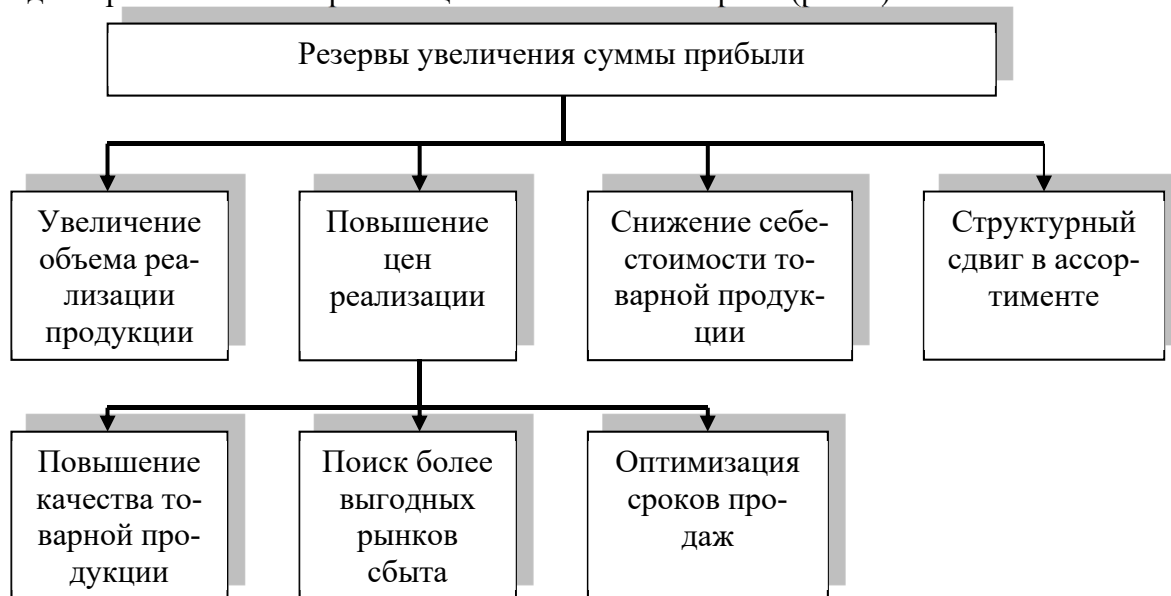 Резервы увеличения суммы прибыли
Увеличение
объема реа-
лизации
продукции
Повышение
цен
реализации
Снижение себе-
стоимости то-
варной продук-
ции
Структурный
сдвиг в ассор-
тименте
Повышение
качества то-
варной про-
дукции
Поиск более
выгодных
рынков
сбыта
Оптимизация
сроков про-
даж